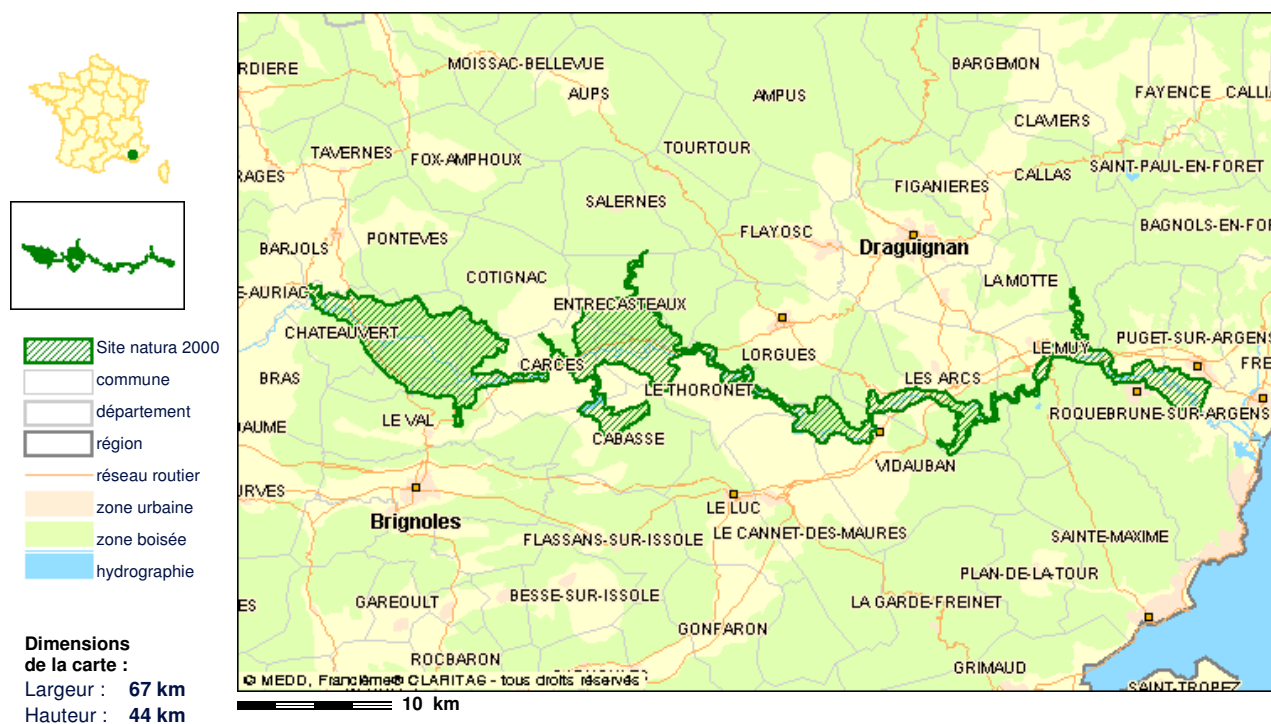 Site natura 2000
commune
département
région
réseau routier
zone urbaine
zone boisée
hydrographie
Dimensions
de la carte :
Largeur : 67 km
Hauteur : 44 km
MOISSAC-BELLEVUE
BARGEMON
RDIERE
AUPS
AMPUS
FAYENCE
CALLI
CLAVIERS
TAVERNES
FOX-AMPHOUX
TOURTOUR
RAGES
CALLAS
SAINT-PAUL-EN-FORET
FIGANIERES
SALERNES
BAGNOLS-EN-FOR
FLAYOSC
BARJOLS
PONTEVES
Draguignan
COTIGNAC
LA MOTTE
E-AURIAC
ENTRECASTEAUX
CHATEAUVERT
PUGET-SUR-ARGENS
LE MUY
LORGUES
CARCES
FRE
BRAS
LES ARCS
LE THORONET
ROQUEBRUNE-SUR-ARGENS
LE VAL
DAUME
CABASSE
VIDAUBAN
URVES
LE LUC
Brignoles
FLASSANS-SUR-ISSOLE
LE CANNET-DES-MAURES
SAINTE-MAXIME
PLAN-DE-LA-TOUR
BESSE-SUR-ISSOLE
GAREOULT
LA GARDE-FREINET
ES
GONFARON
ROCBARON
GRIMAUD
© MEDD, Francième® CLARITAS - tous droits réservés
SAINT-TROPEZ
10 km